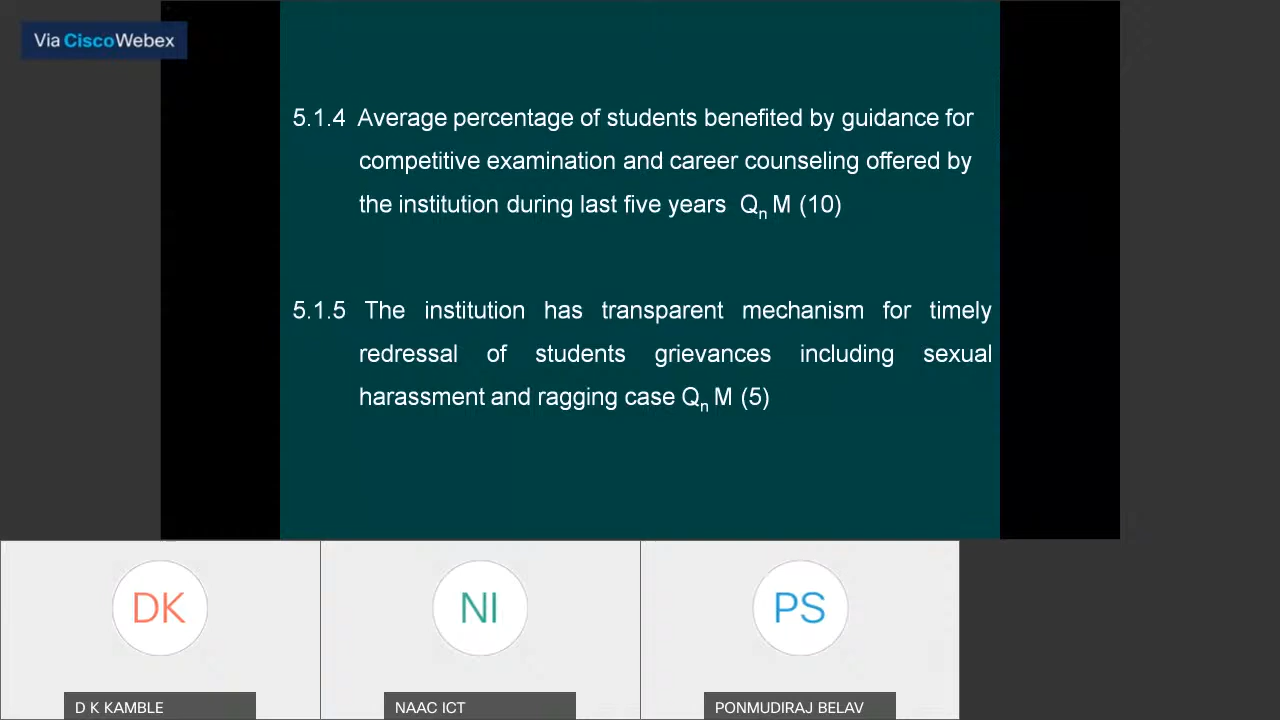 Via CiscoWebex
5.1.4 Average percentage of students benefited by guidance for
competitive examination and career counseling offered by
the institution during last five years Qn M (10)
5.1.5 The institution has transparent mechanism for timely
redressal of students grievances including sexual
harassment and ragging case Qn M (5)
DK
NI
PS
D K KAMBLE
NAAC ICT
PONMUDIRAJ BELAV